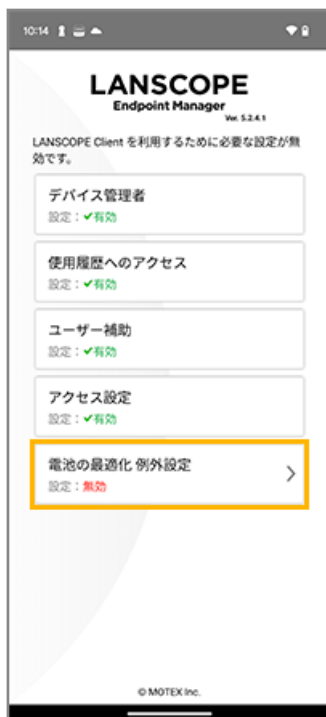 10:14
LANSCOPE
Endpoint Manager
Ver. 5.2.4.1
LANSCOPE Client を利用するために必要な設定が無
効です。
デバイス管理者
設定：✔有効
使用履歴へのアクセス
設定：✔有効
ユーザー補助
設定：✔有効
アクセス設定
設定：✔有効
電池の最適化 例外設定
設定：無効
© MOTEX Inc.